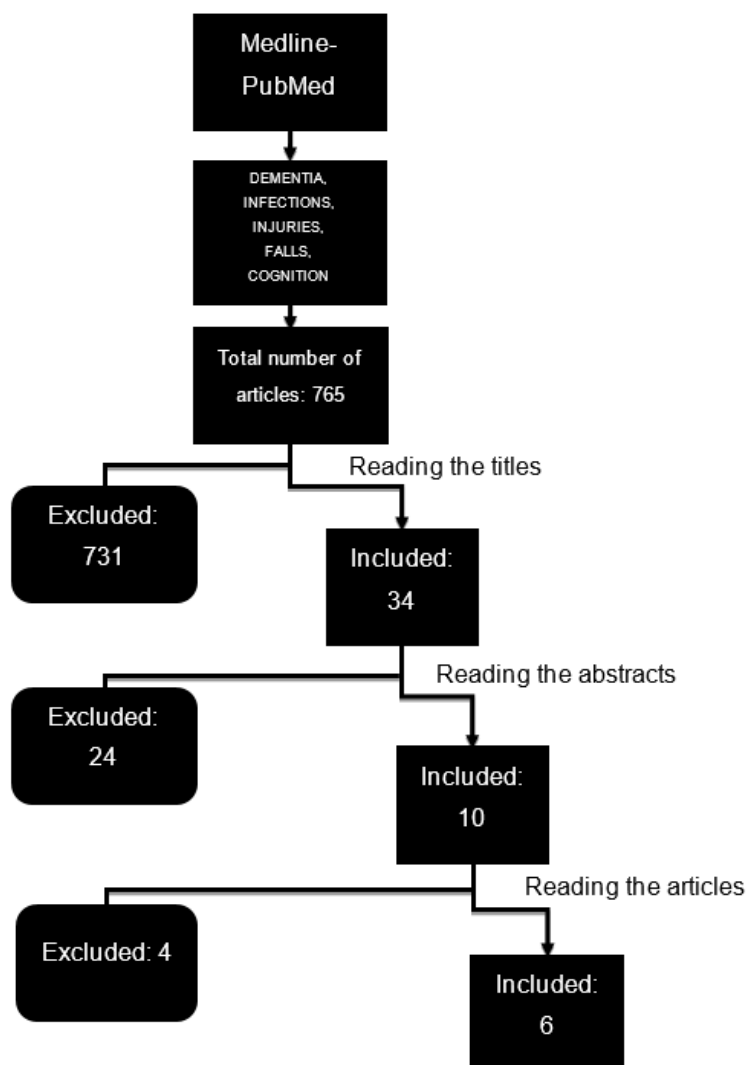 Medline-
PubMed
DEMENTIA,
INFECTIONS,
INJURIES,
FALLS,
COGNITION
Total number of
articles: 765
Reading the titles
Excluded:
731
Included:
34
Reading the abstracts
Excluded:
24
Included:
10
Reading the articles
Excluded: 4
Included:
6